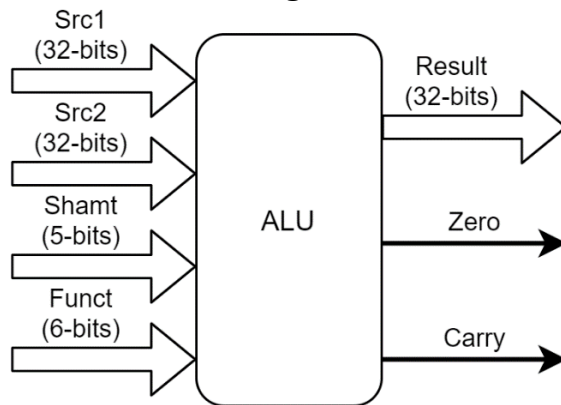 Src1
(32-bits)
Src2
(32-bits)
Shamt
(5-bits)
Funct
(6-bits)
ALU
Result
(32-bits)
Zero
Carry